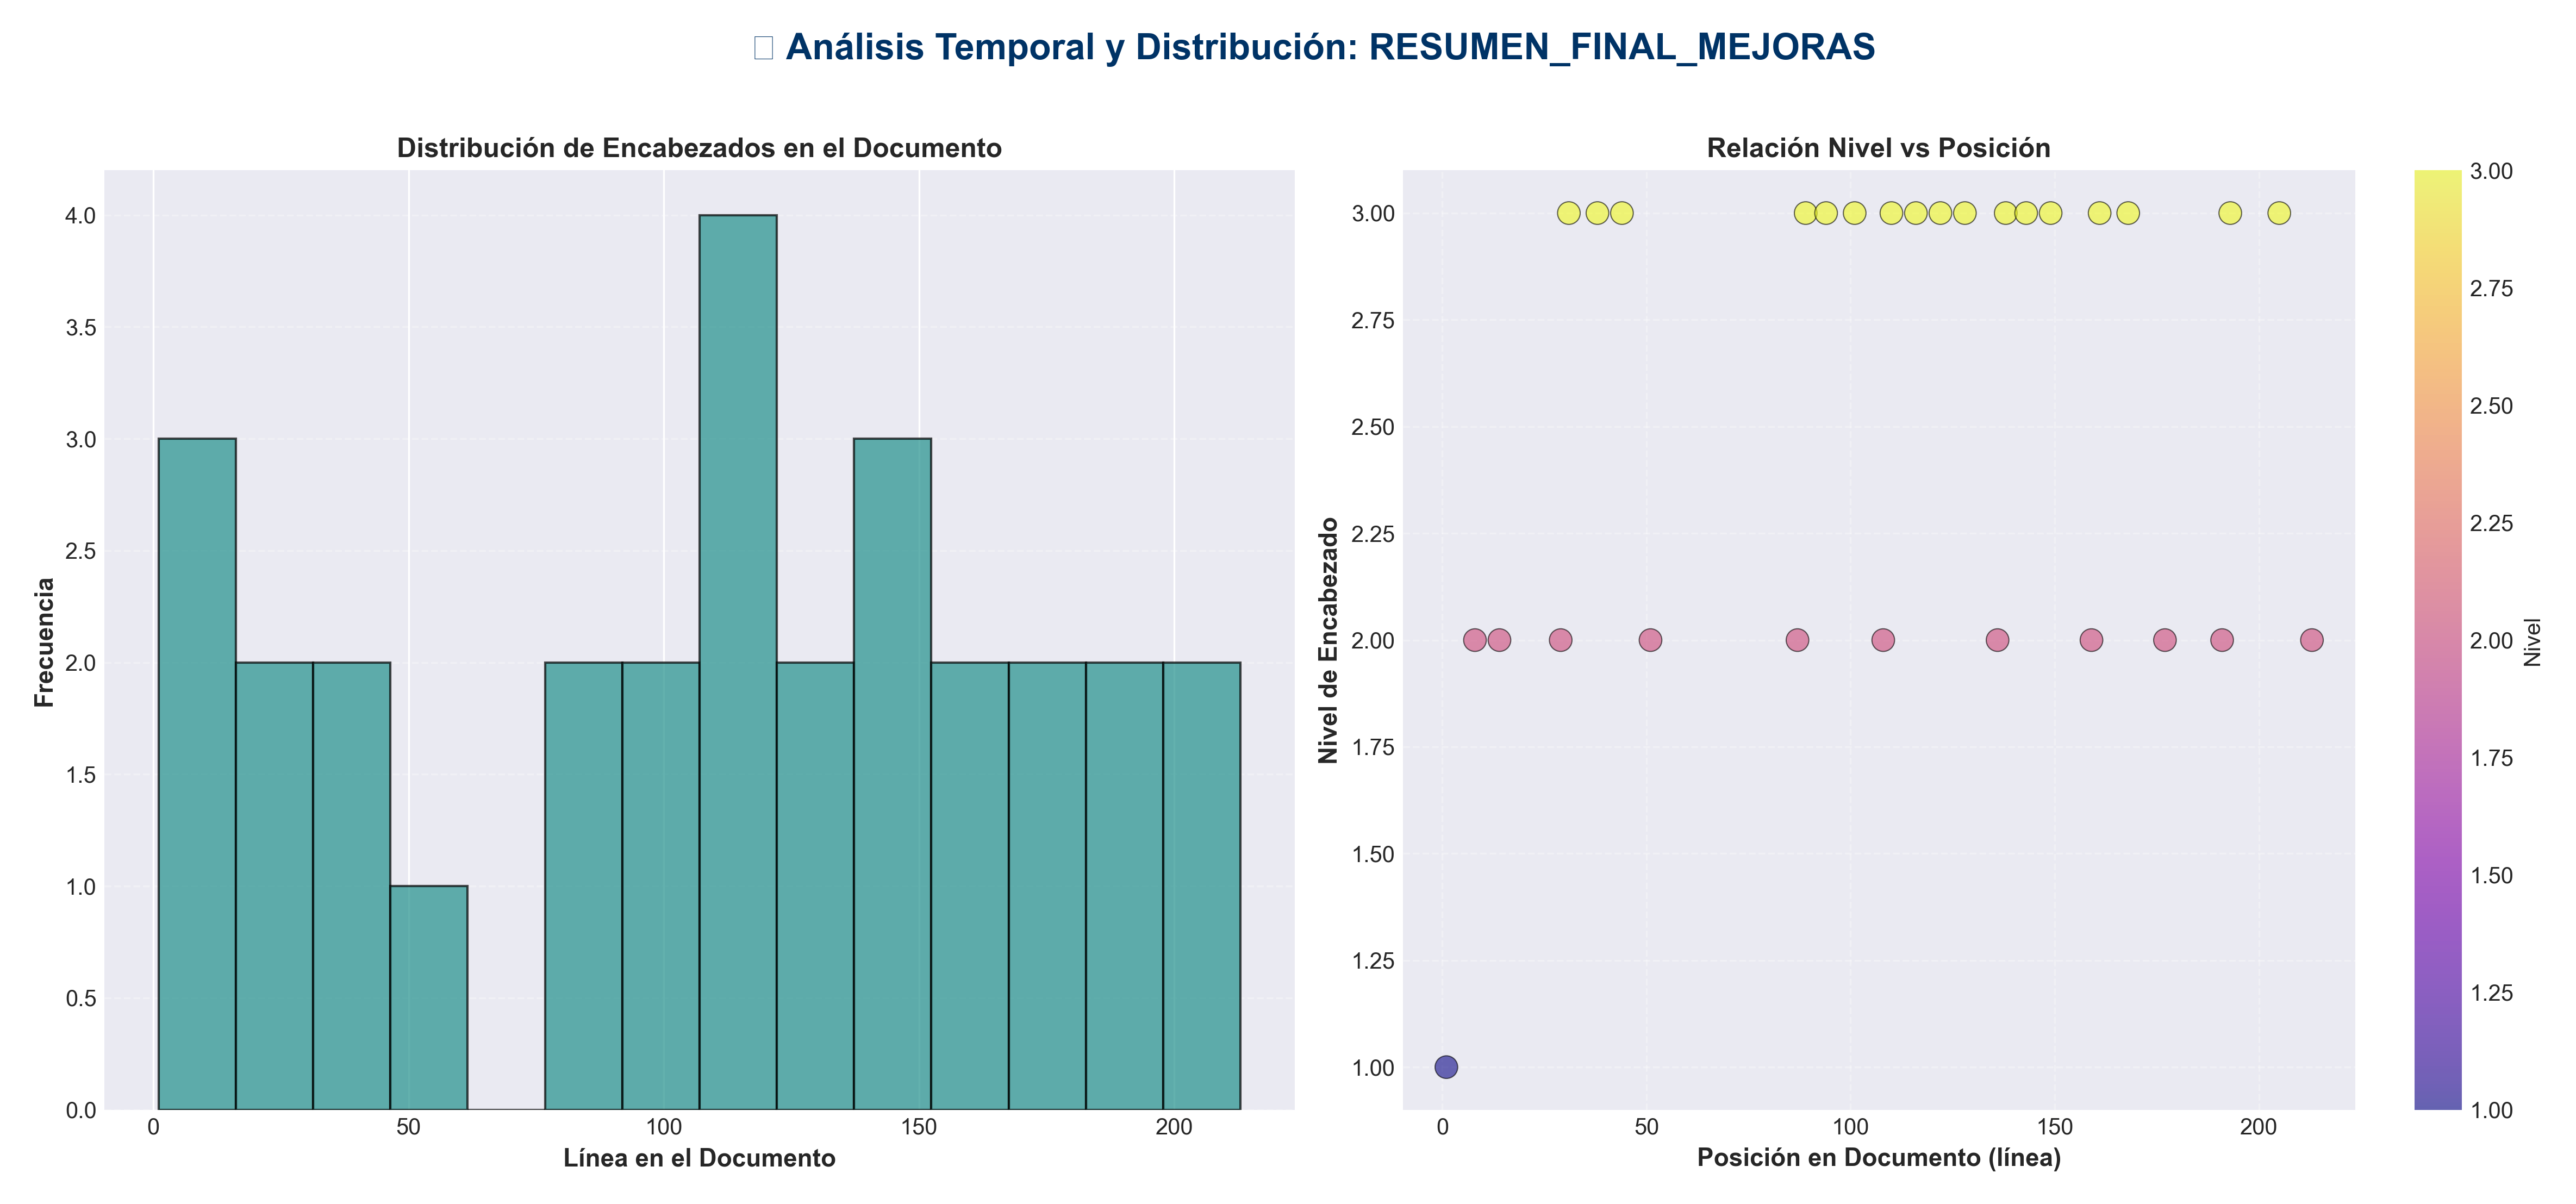 Análisis Temporal y Distribución: RESUMEN_FINAL_MEJORAS
Distribución de Encabezados en el Documento
4.0
3.5
3.0
2.5
2.0
1.5
1.0
0.5
0.0
Frecuencia
0 50 100 150 200
Línea en el Documento
Relación Nivel vs Posición
3.00
2.75
2.50
2.25
2.00
1.75
1.50
1.25
1.00
Nivel de Encabezado
0 50 100 150 200
Posición en Documento (línea)
3.00
2.75
2.50
2.25
2.00
1.75
1.50
1.25
1.00
Nivel